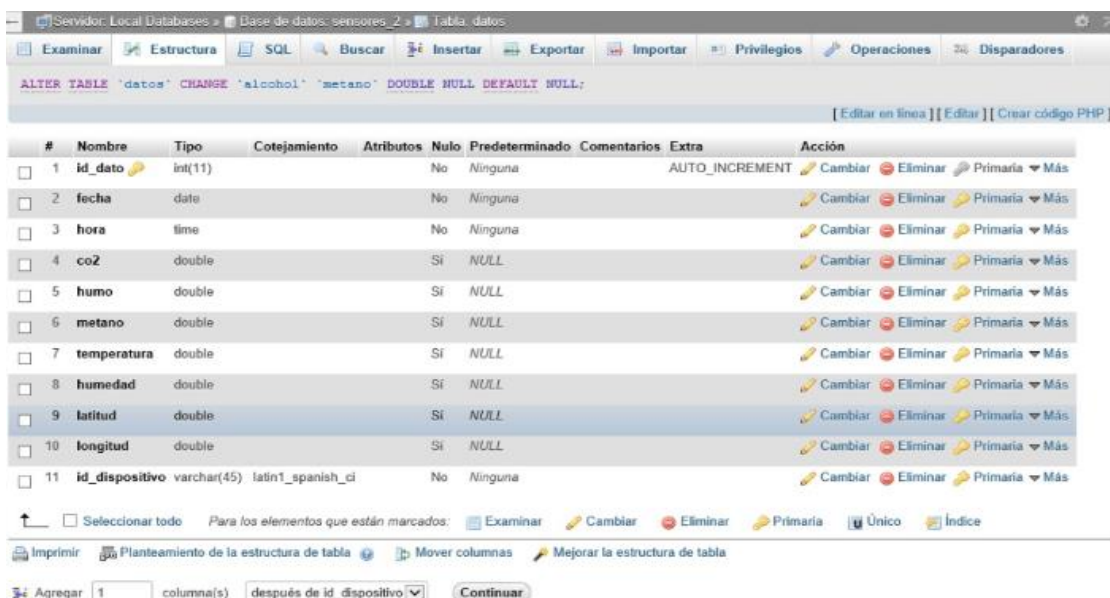 Servidor: Local Databases » Base de datos: sensores_2 » Tabla: datos
Examinar Estructura SQL Buscar Insertar Exportar Importar Privilegios Operaciones Disparadores
ALTER TABLE `datos` CHANGE `alcohol` `metano` DOUBLE NULL DEFAULT NULL;
[ Editar en línea ] [ Editar ] [ Crear código PHP ]
# Nombre Tipo Cotejamiento Atributos Nulo Predeterminado Comentarios Extra Acción
1 id_dato int(11) No Ninguna AUTO_INCREMENT Cambiar Eliminar Primaria Más
2 fecha date No Ninguna Cambiar Eliminar Primaria Más
3 hora time No Ninguna Cambiar Eliminar Primaria Más
4 co2 double Sí NULL Cambiar Eliminar Primaria Más
5 humo double Sí NULL Cambiar Eliminar Primaria Más
6 metano double Sí NULL Cambiar Eliminar Primaria Más
7 temperatura double Sí NULL Cambiar Eliminar Primaria Más
8 humedad double Sí NULL Cambiar Eliminar Primaria Más
9 latitud double Sí NULL Cambiar Eliminar Primaria Más
10 longitud double Sí NULL Cambiar Eliminar Primaria Más
11 id_dispositivo varchar(45) latin1_spanish_ci No Ninguna Cambiar Eliminar Primaria Más
Seleccionar todo Para los elementos que están marcados: Examinar Cambiar Eliminar Primaria Único Índice
Imprimir Planteamiento de la estructura de tabla Mover columnas Mejorar la estructura de tabla
Agregar 1 columna(s) después de id_dispositivo Continuar